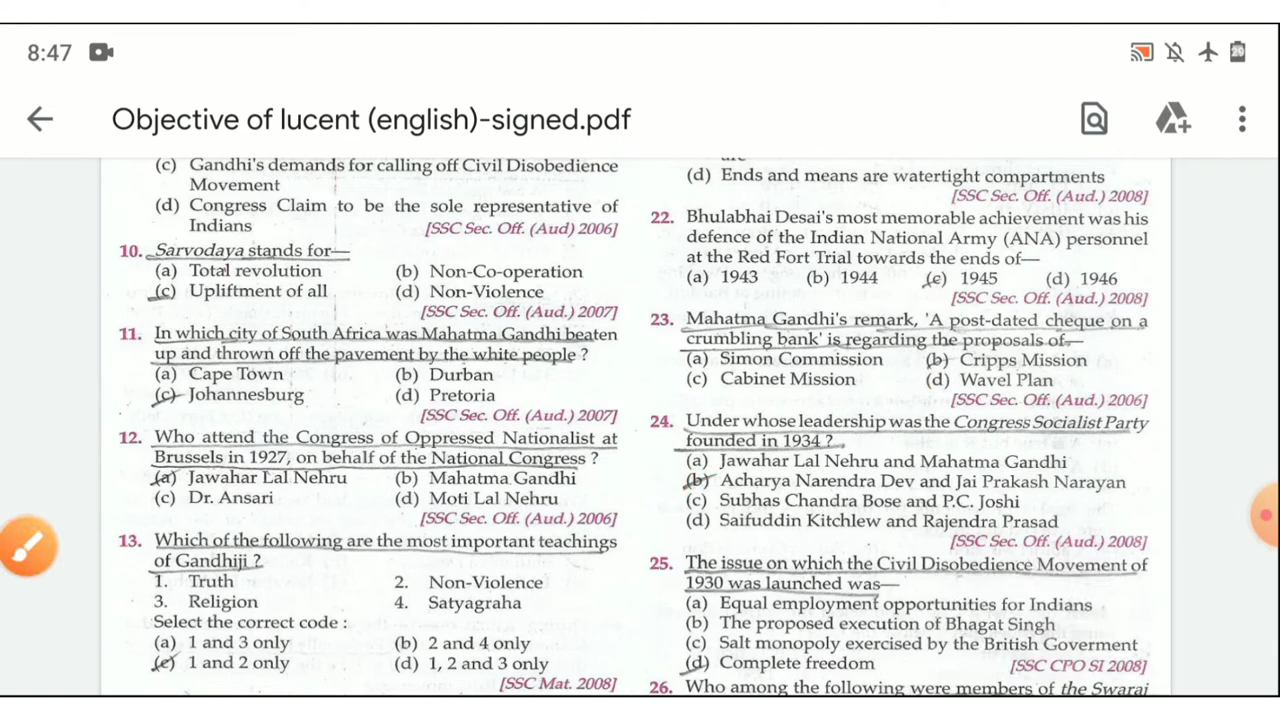 8:47
29
Objective of lucent (english)-signed.pdf
(c) Gandhi's demands for calling off Civil Disobedience
Movement
(d) Congress Claim to be the sole representative of
Indians [SSC Sec. Off. (Aud) 2006]
10. Sarvodaya stands for—
(a) Total revolution (b) Non-Co-operation
(c) Upliftment of all (d) Non-Violence
[SSC Sec. Off. (Aud.) 2007]
11. In which city of South Africa was Mahatma Gandhi beaten
up and thrown off the pavement by the white people ?
(a) Cape Town (b) Durban
(c) Johannesburg (d) Pretoria
[SSC Sec. Off. (Aud.) 2007]
12. Who attend the Congress of Oppressed Nationalist at
Brussels in 1927, on behalf of the National Congress ?
(a) Jawahar Lal Nehru (b) Mahatma Gandhi
(c) Dr. Ansari (d) Moti Lal Nehru
[SSC Sec. Off. (Aud.) 2006]
13. Which of the following are the most important teachings
of Gandhiji ?
1. Truth 2. Non-Violence
3. Religion 4. Satyagraha
Select the correct code :
(a) 1 and 3 only (b) 2 and 4 only
(c) 1 and 2 only (d) 1, 2 and 3 only
[SSC Mat. 2008]
are
(d) Ends and means are watertight compartments
[SSC Sec. Off. (Aud.) 2008]
22. Bhulabhai Desai's most memorable achievement was his
defence of the Indian National Army (ANA) personnel
at the Red Fort Trial towards the ends of—
(a) 1943 (b) 1944 (c) 1945 (d) 1946
[SSC Sec. Off. (Aud.) 2008]
23. Mahatma Gandhi's remark, 'A post-dated cheque on a
crumbling bank' is regarding the proposals of—
(a) Simon Commission (b) Cripps Mission
(c) Cabinet Mission (d) Wavel Plan
[SSC Sec. Off. (Aud.) 2006]
24. Under whose leadership was the Congress Socialist Party
founded in 1934 ?
(a) Jawahar Lal Nehru and Mahatma Gandhi
(b) Acharya Narendra Dev and Jai Prakash Narayan
(c) Subhas Chandra Bose and P.C. Joshi
(d) Saifuddin Kitchlew and Rajendra Prasad
[SSC Sec. Off. (Aud.) 2008]
25. The issue on which the Civil Disobedience Movement of
1930 was launched was—
(a) Equal employment opportunities for Indians
(b) The proposed execution of Bhagat Singh
(c) Salt monopoly exercised by the British Goverment
(d) Complete freedom [SSC CPO SI 2008]
26. Who among the following were members of the Swaraj